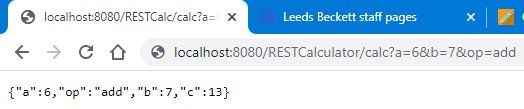 localhost:8080/RESTCalc/calc?a=
Leeds Beckett staff pages
localhost:8080/RESTCalculator/calc?a=6&b=7&op=add
{"a":6,"op":"add","b":7,"c":13}